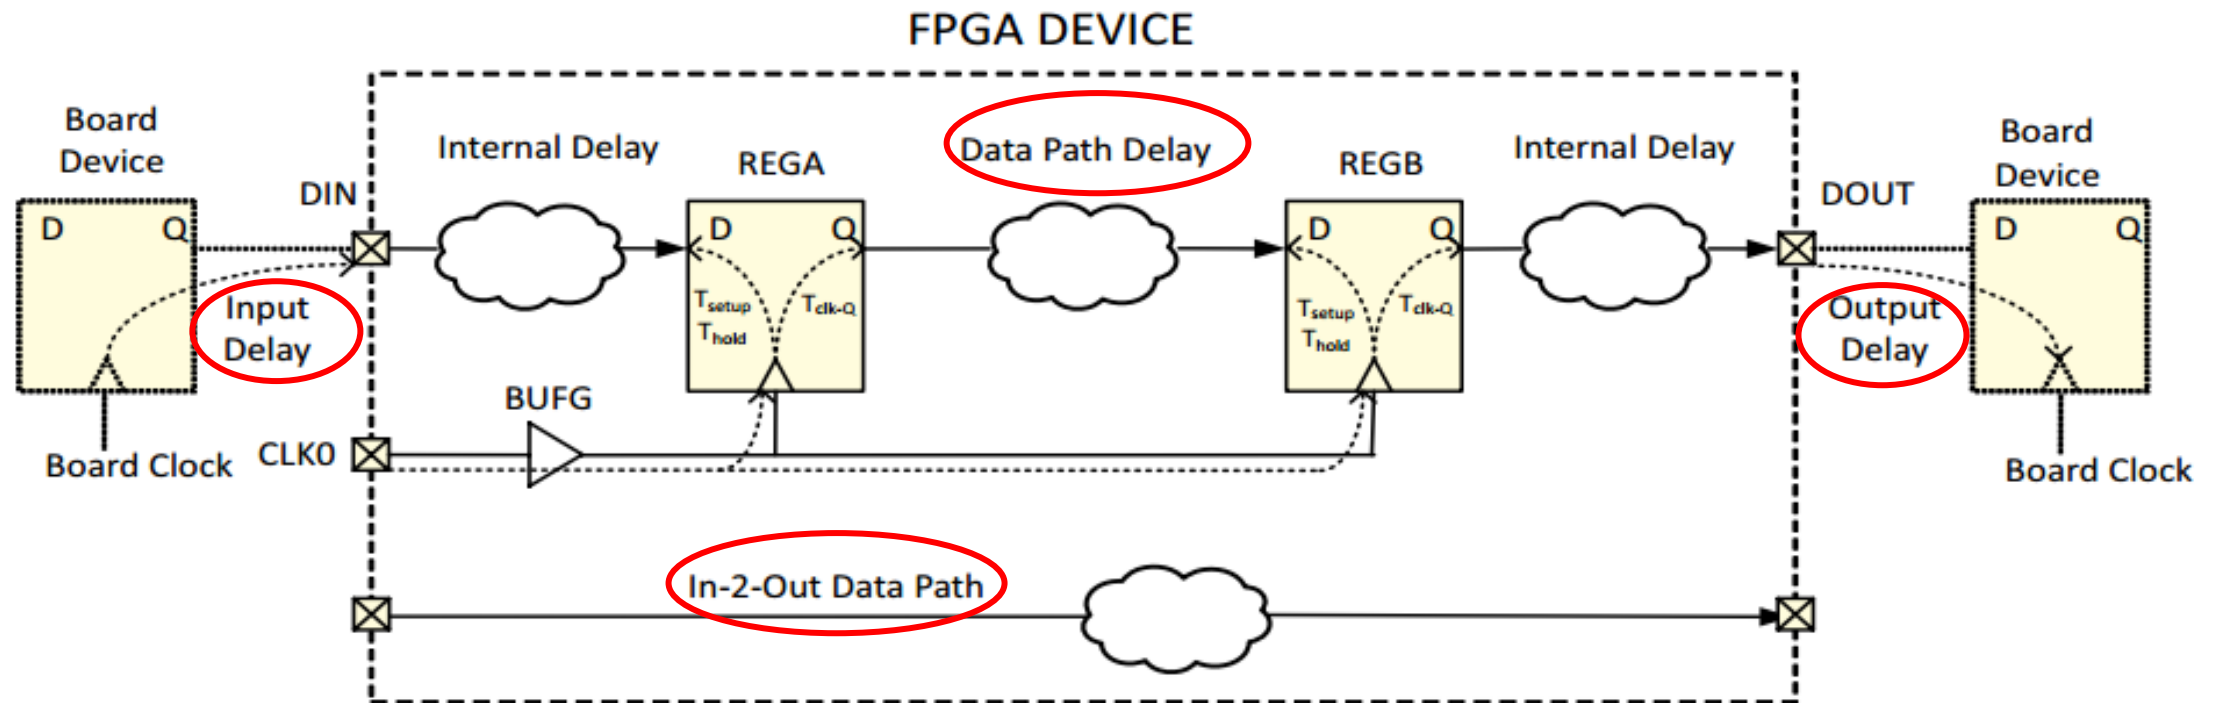 FPGA DEVICE
Board
Device
D
Q
Board Clock
Input
Delay
DIN
CLK0
Internal Delay
BUFG
REGA
D
Q
Tsetup
Thold
Tclk-Q
Data Path Delay
REGB
D
Q
Tsetup
Thold
Tclk-Q
Internal Delay
DOUT
Output
Delay
Board
Device
D
Q
Board Clock
In-2-Out Data Path